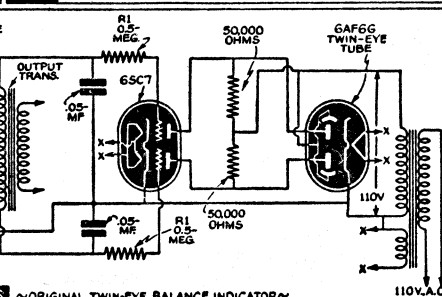 R1
0.5-
MEG.
50,000
OHMS
6AF6G
TWIN-EYE
TUBE
OUTPUT
TRANS.
6SC7
.05-
MF.
X
X
X
X
110V
.05-
MF.
R1
0.5-
MEG.
50,000
OHMS
X
X
~ORIGINAL TWIN-EYE BALANCE INDICATOR~
110V.A.C